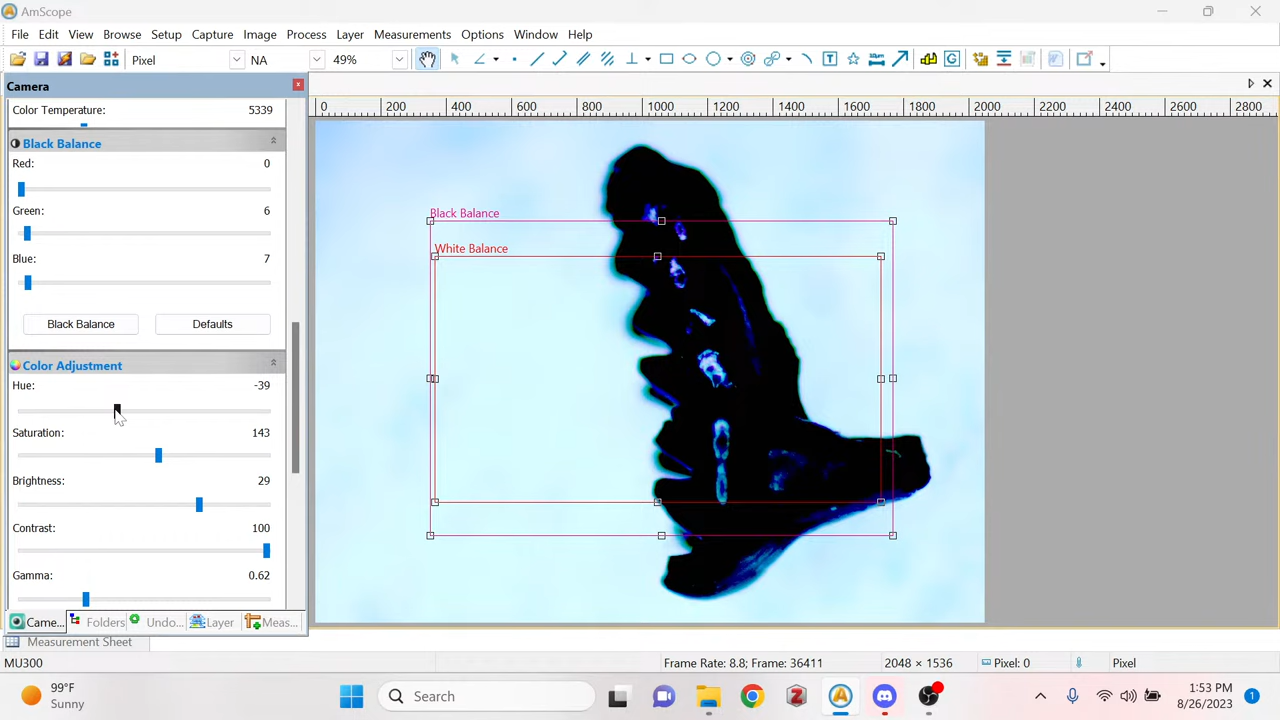 AmScope
File Edit View Browse Setup Capture Image Process Layer Measurements Options Window Help
Pixel NA 49%
Camera
0 200 400 600 800 1000 1200 1400 1600 1800 2000 2200 2400 2600 2800
Color Temperature: 5339
Black Balance
Red: 0
Green: 6
Blue: 7
Black Balance Defaults
Color Adjustment
Hue: -39
Saturation: 143
Brightness: 29
Contrast: 100
Gamma: 0.62
Black Balance
White Balance
Came... Folders Undo... Layer Meas...
Measurement Sheet
MU300 Frame Rate: 8.8; Frame: 36411 2048 × 1536 Pixel: 0 Pixel
99°F
Sunny
Search
1:53 PM
8/26/2023
1